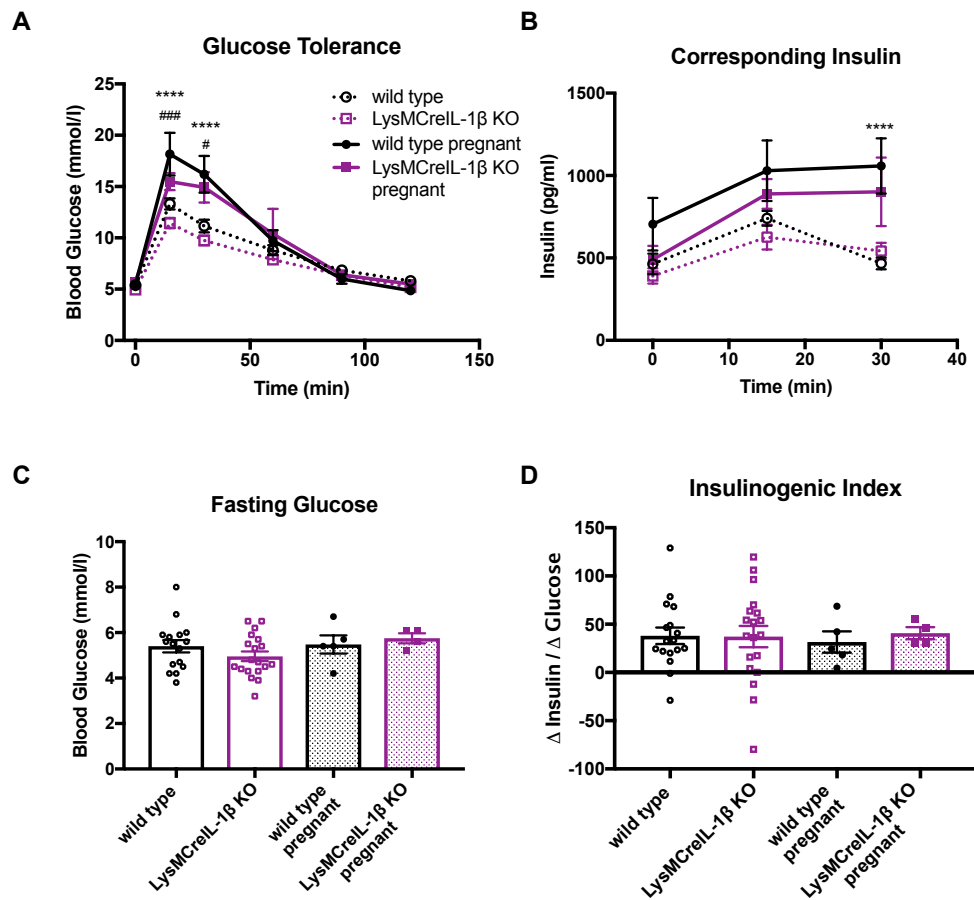 A
Glucose Tolerance
Blood Glucose (mmol/l)
25
20
15
10
5
0
0
50
100
150
Time (min)
****
###
****
#
wild type
LysMCreIL-1β KO
wild type pregnant
LysMCreIL-1β KO
pregnant
B
Corresponding Insulin
Insulin (pg/ml)
1500
1000
500
0
0
10
20
30
40
Time (min)
****
C
Fasting Glucose
Blood Glucose (mmol/l)
10
8
6
4
2
0
wild type
LysMCreIL-1β KO
wild type
pregnant
LysMCreIL-1β KO
pregnant
D
Insulinogenic Index
Δ Insulin / Δ Glucose
150
100
50
0
-50
-100
wild type
LysMCreIL-1β KO
wild type
pregnant
LysMCreIL-1β KO
pregnant